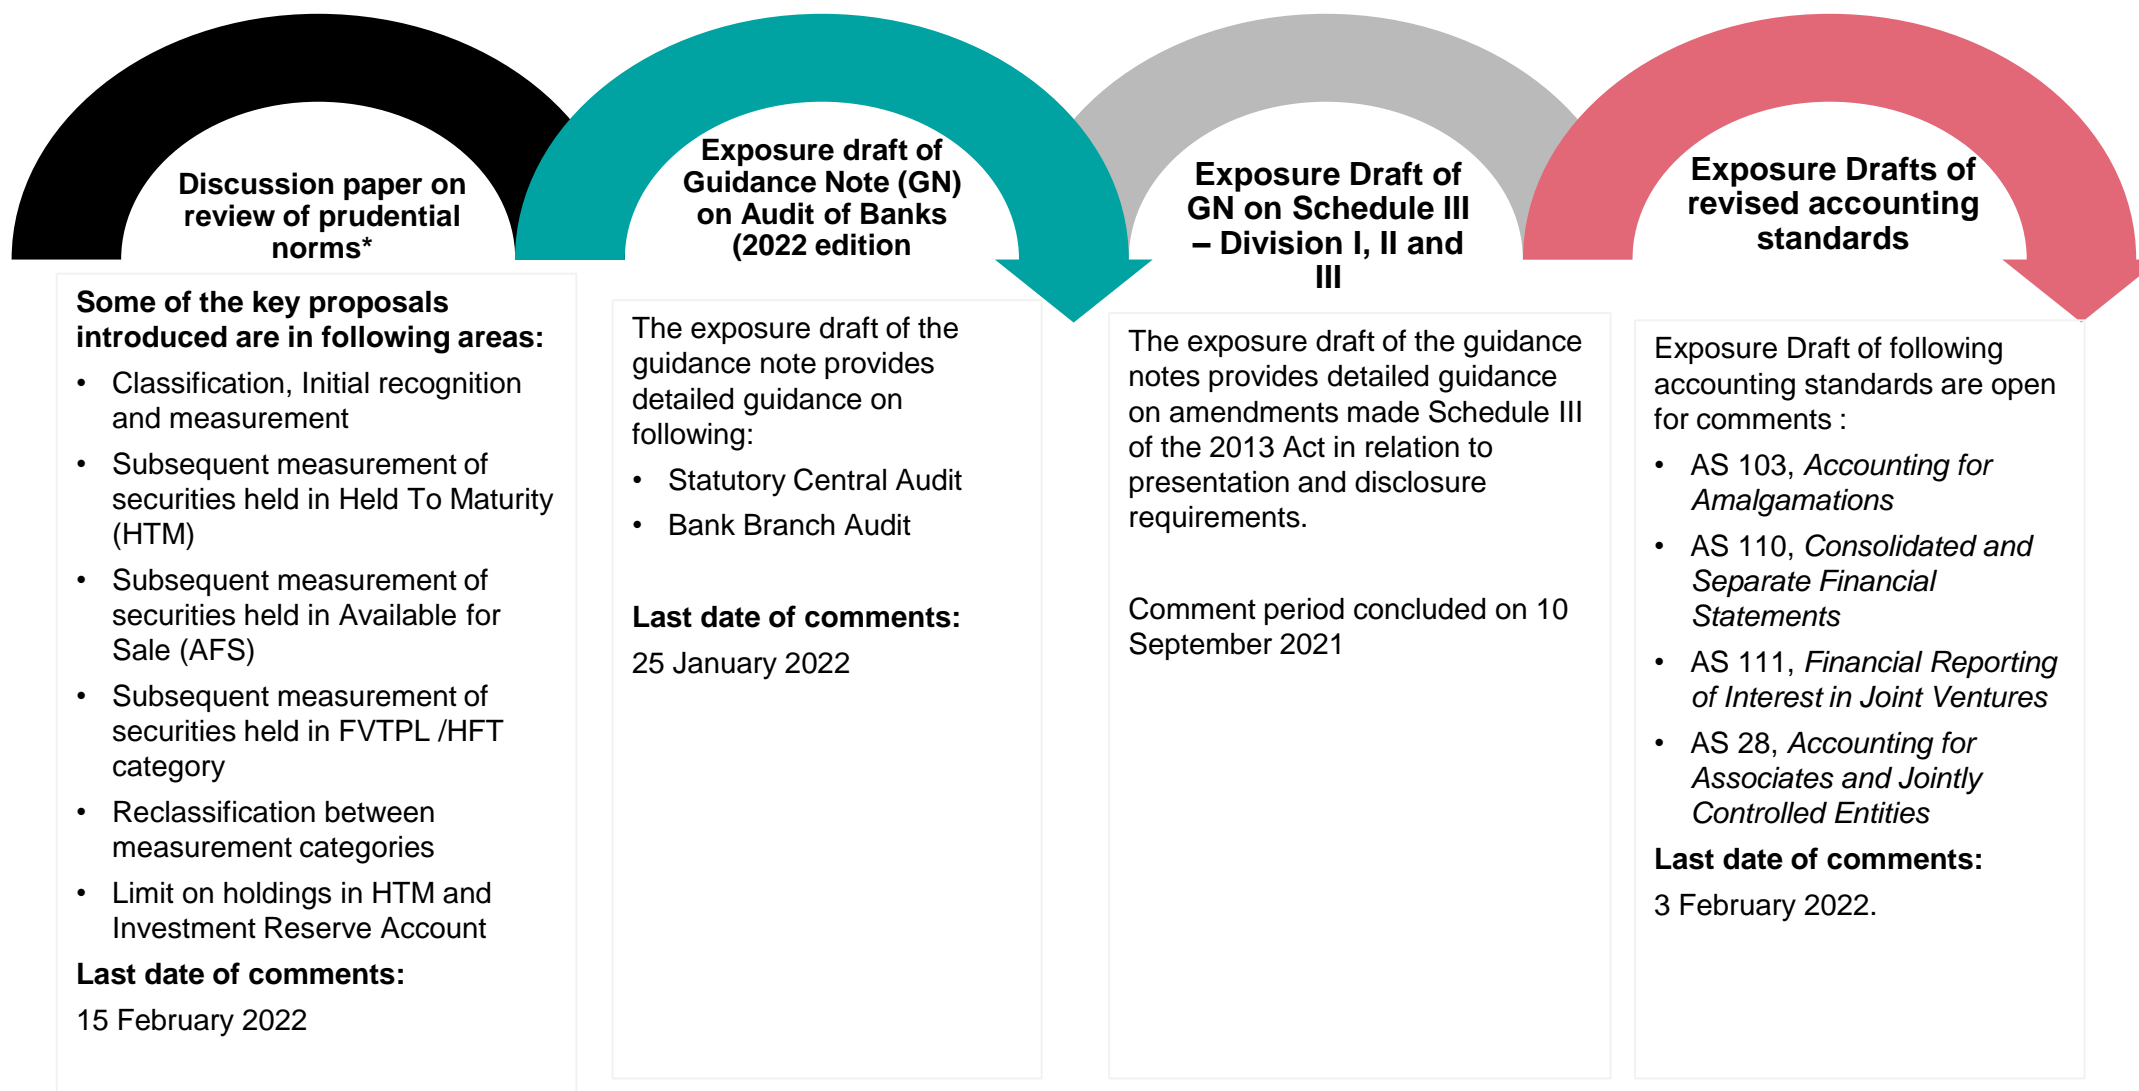 Discussion paper on
review of prudential
norms*
Some of the key proposals
introduced are in following areas:
• Classification, Initial recognition
and measurement
• Subsequent measurement of
securities held in Held To Maturity
(HTM)
• Subsequent measurement of
securities held in Available for
Sale (AFS)
• Subsequent measurement of
securities held in FVTPL /HFT
category
• Reclassification between
measurement categories
• Limit on holdings in HTM and
Investment Reserve Account
Last date of comments:
15 February 2022
Exposure draft of
Guidance Note (GN)
on Audit of Banks
(2022 edition
The exposure draft of the
guidance note provides
detailed guidance on
following:
• Statutory Central Audit
• Bank Branch Audit
Last date of comments:
25 January 2022
Exposure Draft of
GN on Schedule III
– Division I, II and
III
The exposure draft of the guidance
notes provides detailed guidance
on amendments made Schedule III
of the 2013 Act in relation to
presentation and disclosure
requirements.
Comment period concluded on 10
September 2021
Exposure Drafts of
revised accounting
standards
Exposure Draft of following
accounting standards are open
for comments :
• AS 103, Accounting for
Amalgamations
• AS 110, Consolidated and
Separate Financial
Statements
• AS 111, Financial Reporting
of Interest in Joint Ventures
• AS 28, Accounting for
Associates and Jointly
Controlled Entities
Last date of comments:
3 February 2022.